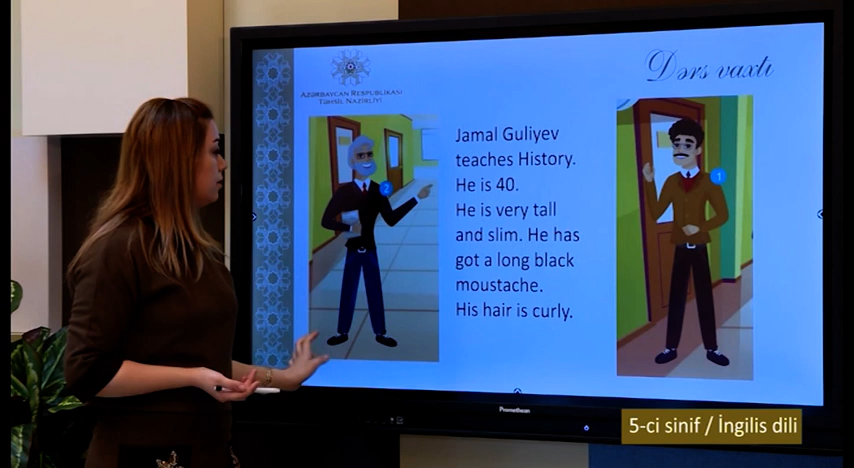 AZƏRBAYCAN RESPUBLİKASI
TƏHSİL NAZİRLİYİ
Dərs vaxtı
Jamal Guliyev
teaches History.
He is 40.
He is very tall
and slim. He has
got a long black
moustache.
His hair is curly.
2
1
Promethean
5-ci sinif / İngilis dili